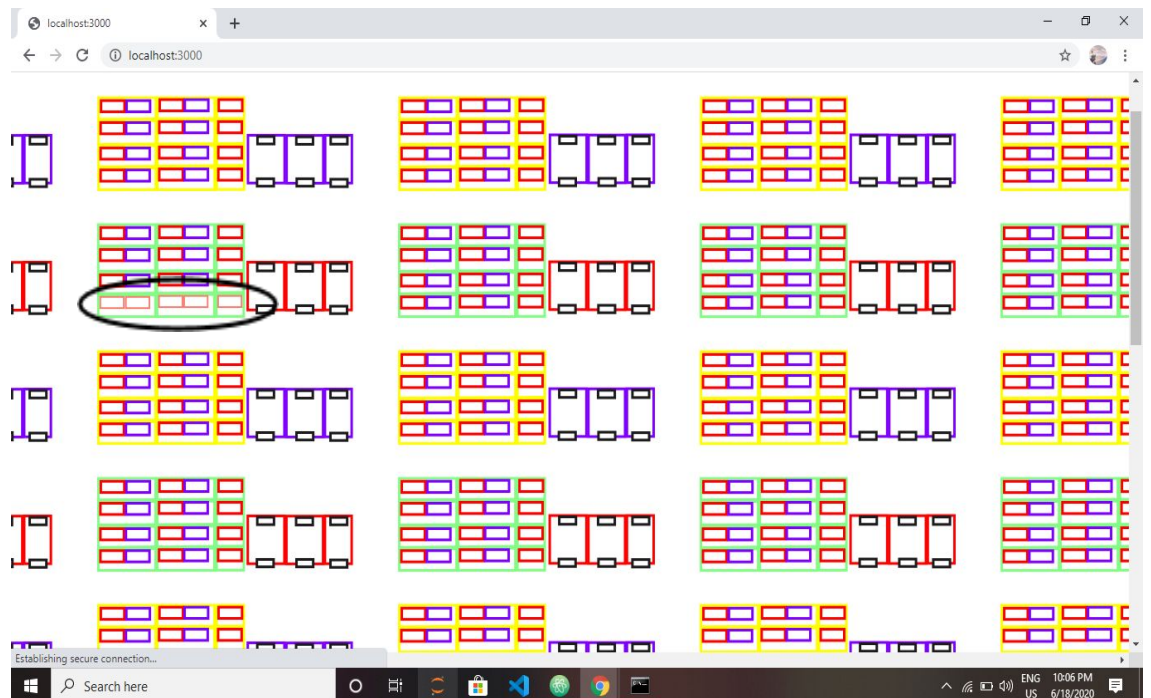 localhost:3000
localhost:3000
Establishing secure connection...
Search here
ENG 10:06 PM
US 6/18/2020